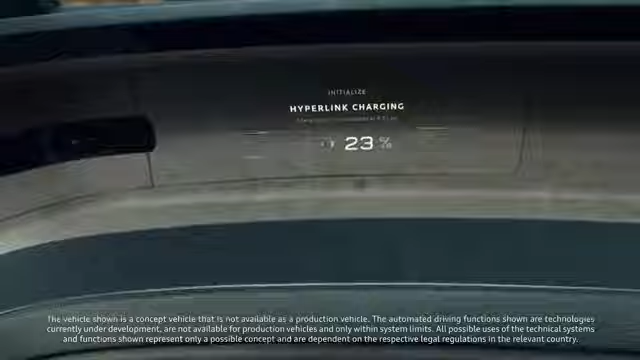 INITIALIZE
HYPERLINK CHARGING
23 %
The vehicle shown is a concept vehicle that is not available as a production vehicle. The automated driving functions shown are technologies
currently under development, are not available for production vehicles and only within system limits. All possible uses of the technical systems
and functions shown represent only a possible concept and are dependent on the respective legal regulations in the relevant country.